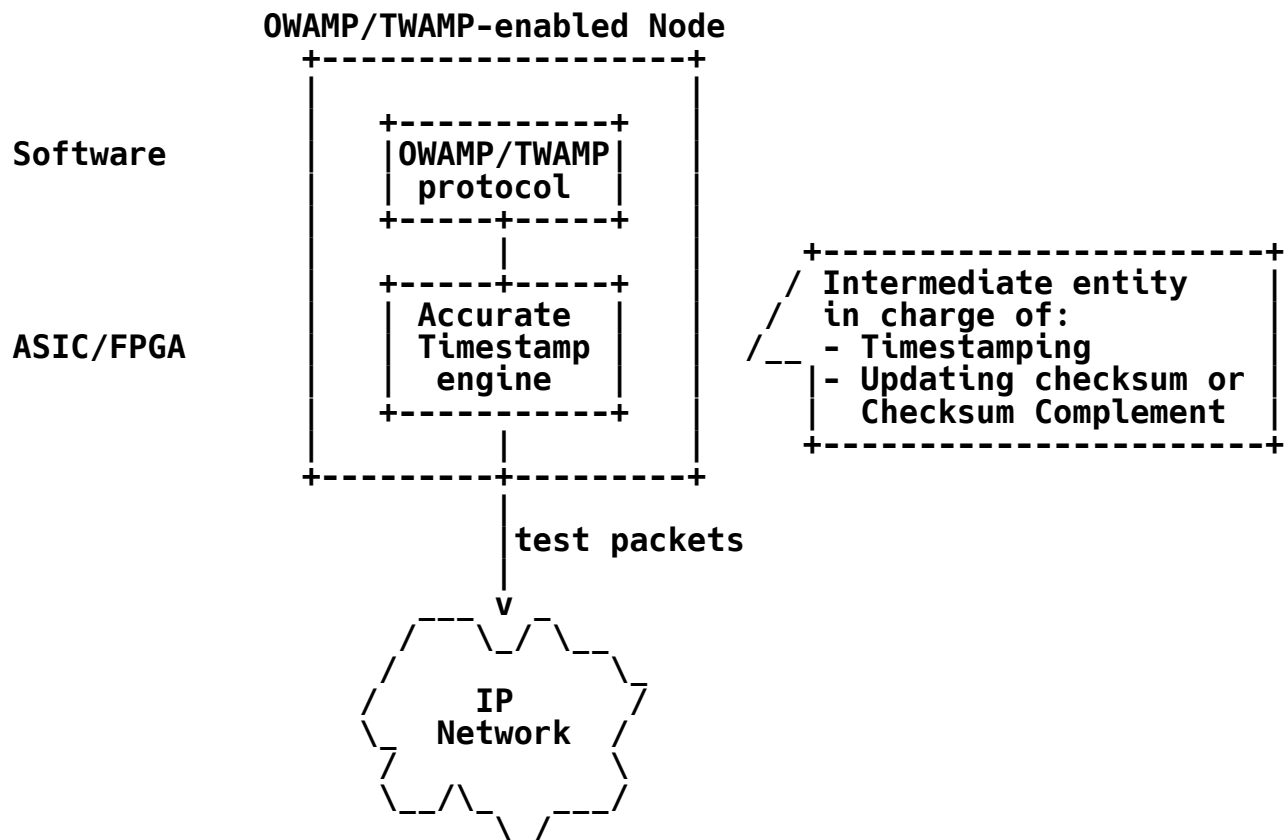 OWAMP/TWAMP-enabled Node
Software
OWAMP/TWAMP
protocol
ASIC/FPGA
Accurate
Timestamp
engine
Intermediate entity
in charge of:
- Timestamping
- Updating checksum or
Checksum Complement
test packets
IP
Network